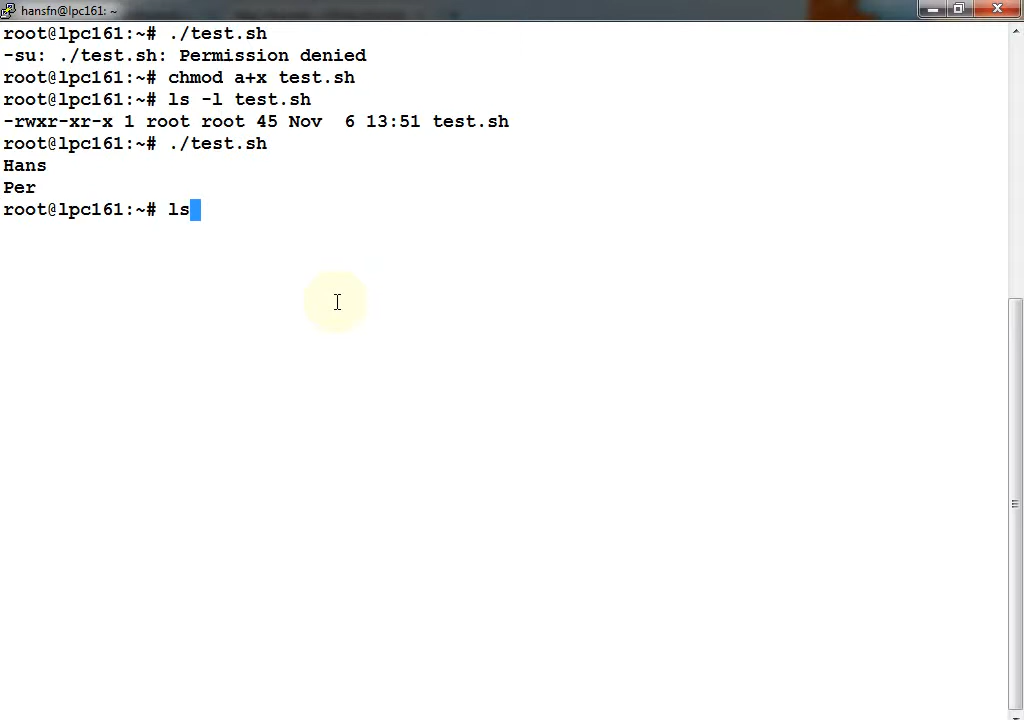 hansfn@lpc161: ~
root@lpc161:~# ./test.sh
-su: ./test.sh: Permission denied
root@lpc161:~# chmod a+x test.sh
root@lpc161:~# ls -l test.sh
-rwxr-xr-x 1 root root 45 Nov  6 13:51 test.sh
root@lpc161:~# ./test.sh
Hans
Per
root@lpc161:~# ls